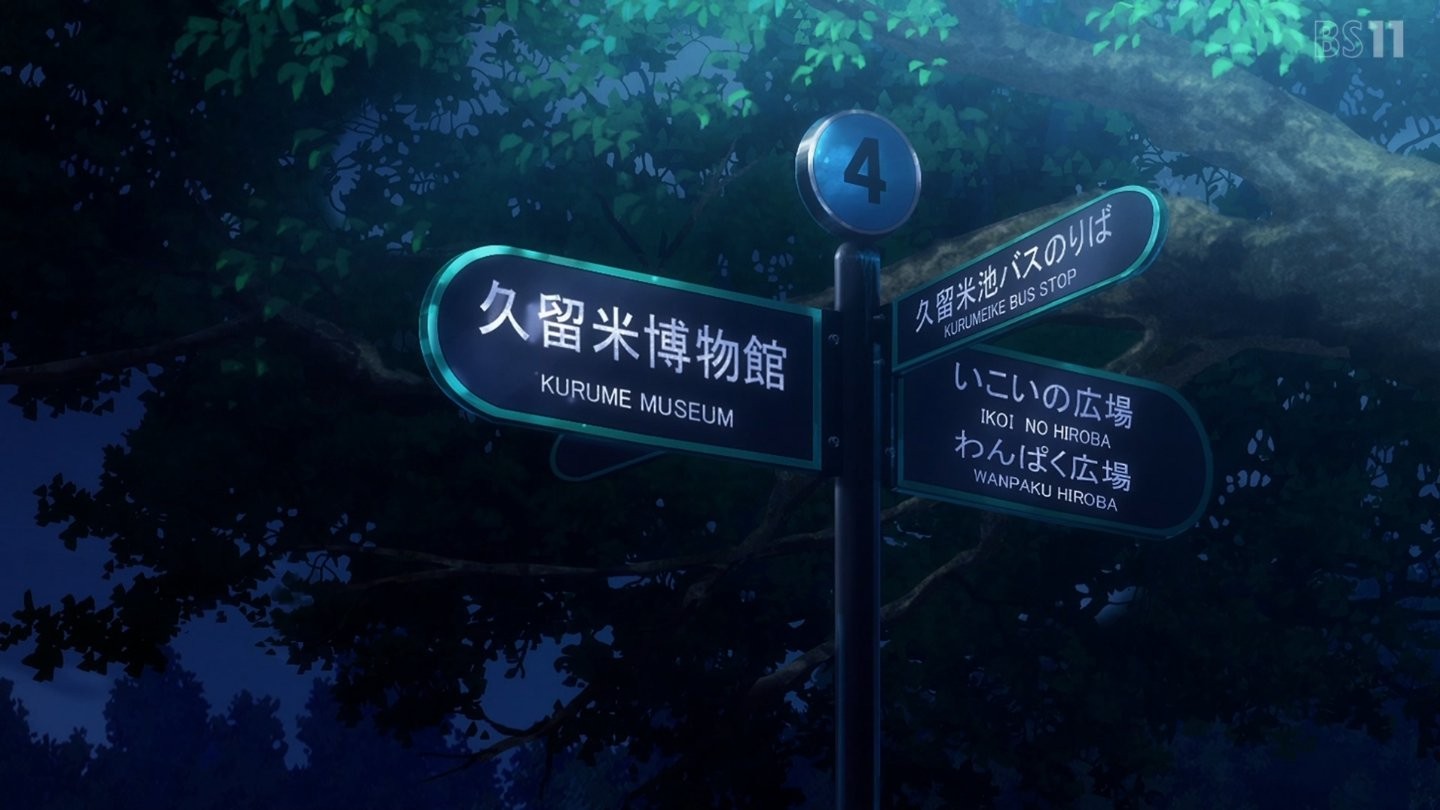 BS11
4
久留米博物館
KURUME MUSEUM
久留米池バスのりば
KURUMEIKE BUS STOP
いこいの広場
IKOI NO HIROBA
わんぱく広場
WANPAKU HIROBA